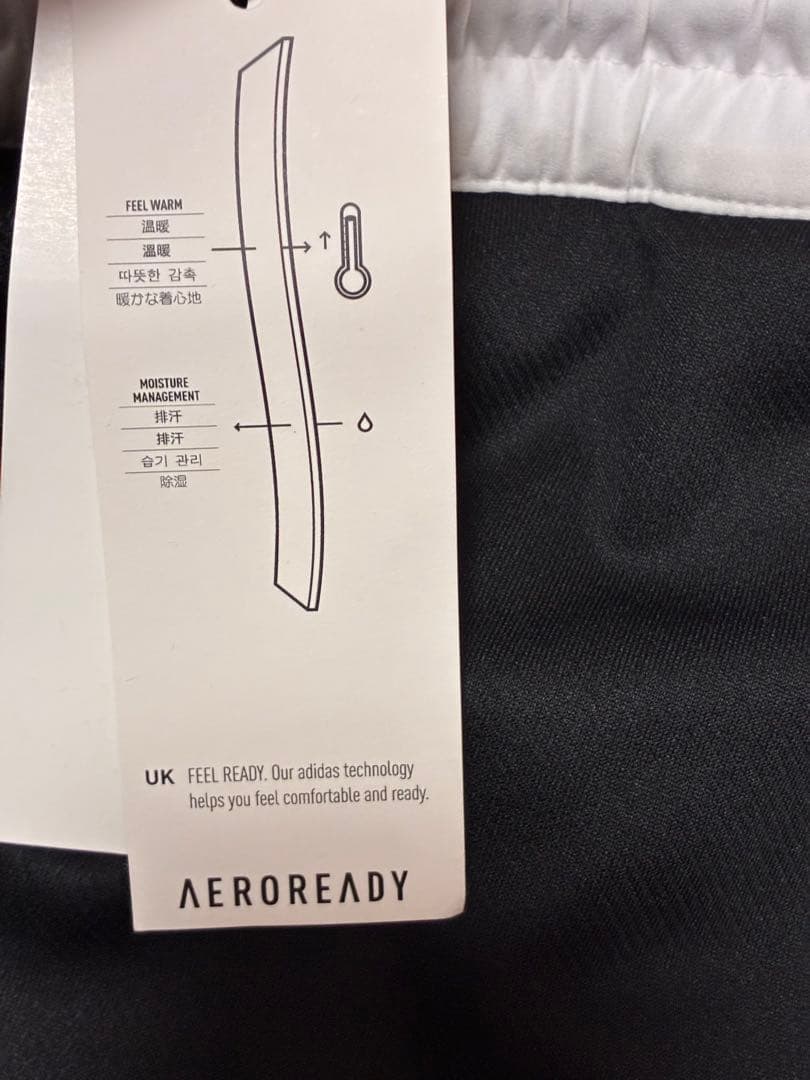 FEEL WARM
温暖
溫暖
따뜻한 감촉
暖かな着心地
MOISTURE
MANAGEMENT
排汗
排汗
습기 관리
除湿
UK FEEL READY. Our adidas technology
helps you feel comfortable and ready.
AEROREADY